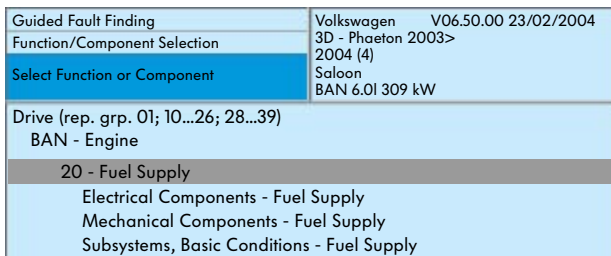 Guided Fault Finding
Function/Component Selection
Select Function or Component
Volkswagen V06.50.00 23/02/2004
3D - Phaeton 2003>
2004 (4)
Saloon
BAN 6.0l 309 kW
Drive (rep. grp. 01; 10...26; 28...39)
BAN - Engine
20 - Fuel Supply
Electrical Components - Fuel Supply
Mechanical Components - Fuel Supply
Subsystems, Basic Conditions - Fuel Supply